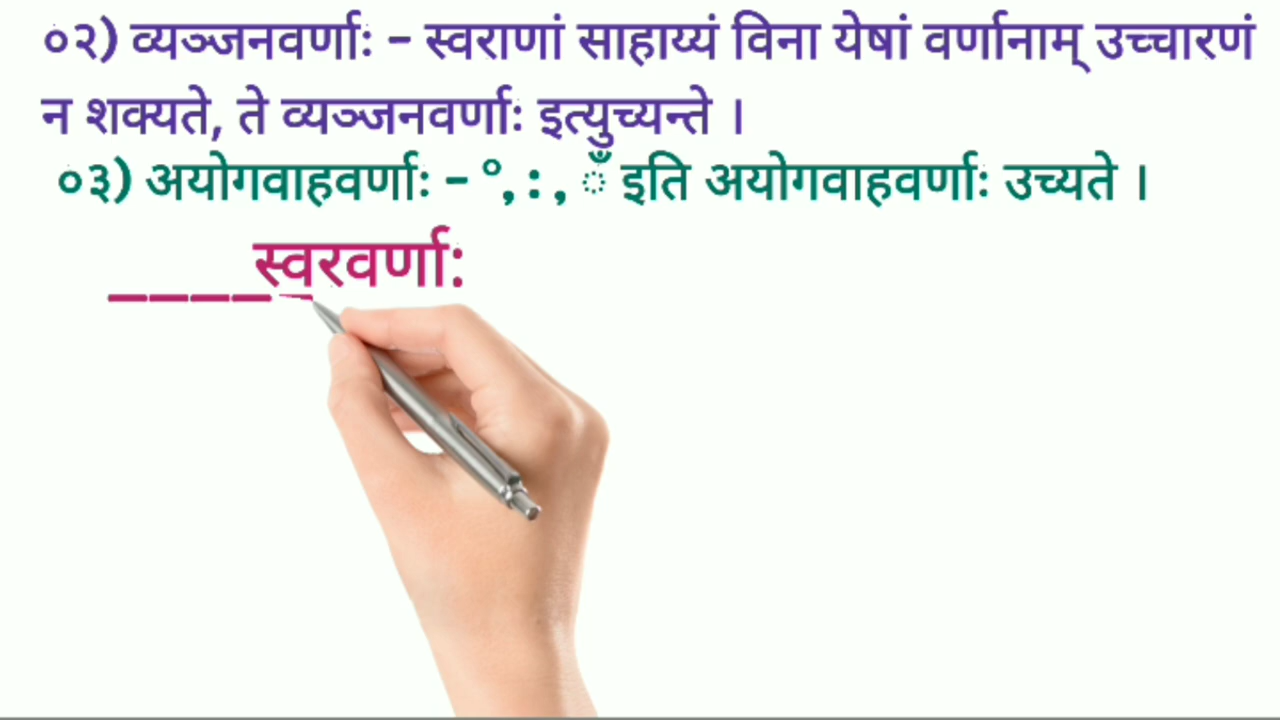 ०२) व्यञ्जनवर्णाः - स्वराणां साहाय्यं विना येषां वर्णानाम् उच्चारणं
न शक्यते, ते व्यञ्जनवर्णाः इत्युच्यन्ते ।
०३) अयोगवाहवर्णाः - °, : , ँ इति अयोगवाहवर्णाः उच्यते ।
स्वरवर्णा: